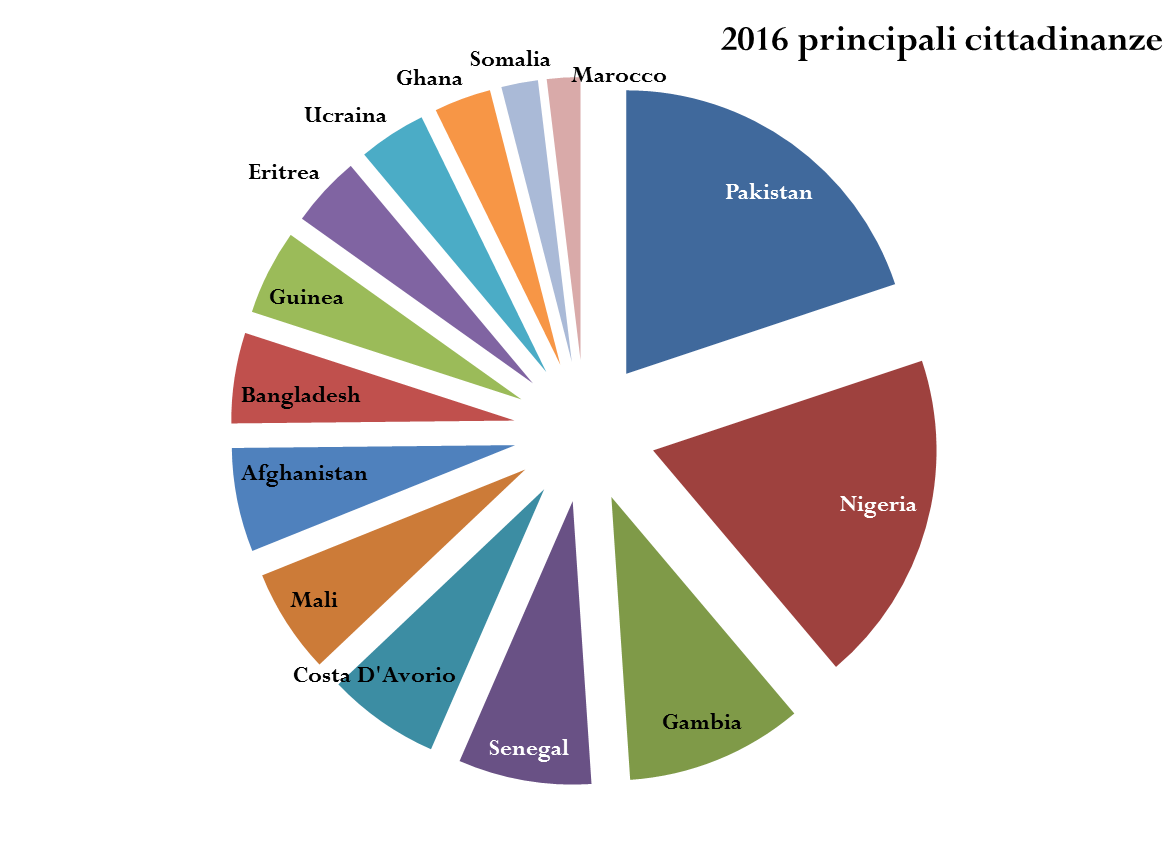 2016 principali cittadinanze
Somalia
Marocco
Ghana
Ucraina
Eritrea
Pakistan
Guinea
Bangladesh
Afghanistan
Nigeria
Mali
Costa D'Avorio
Gambia
Senegal